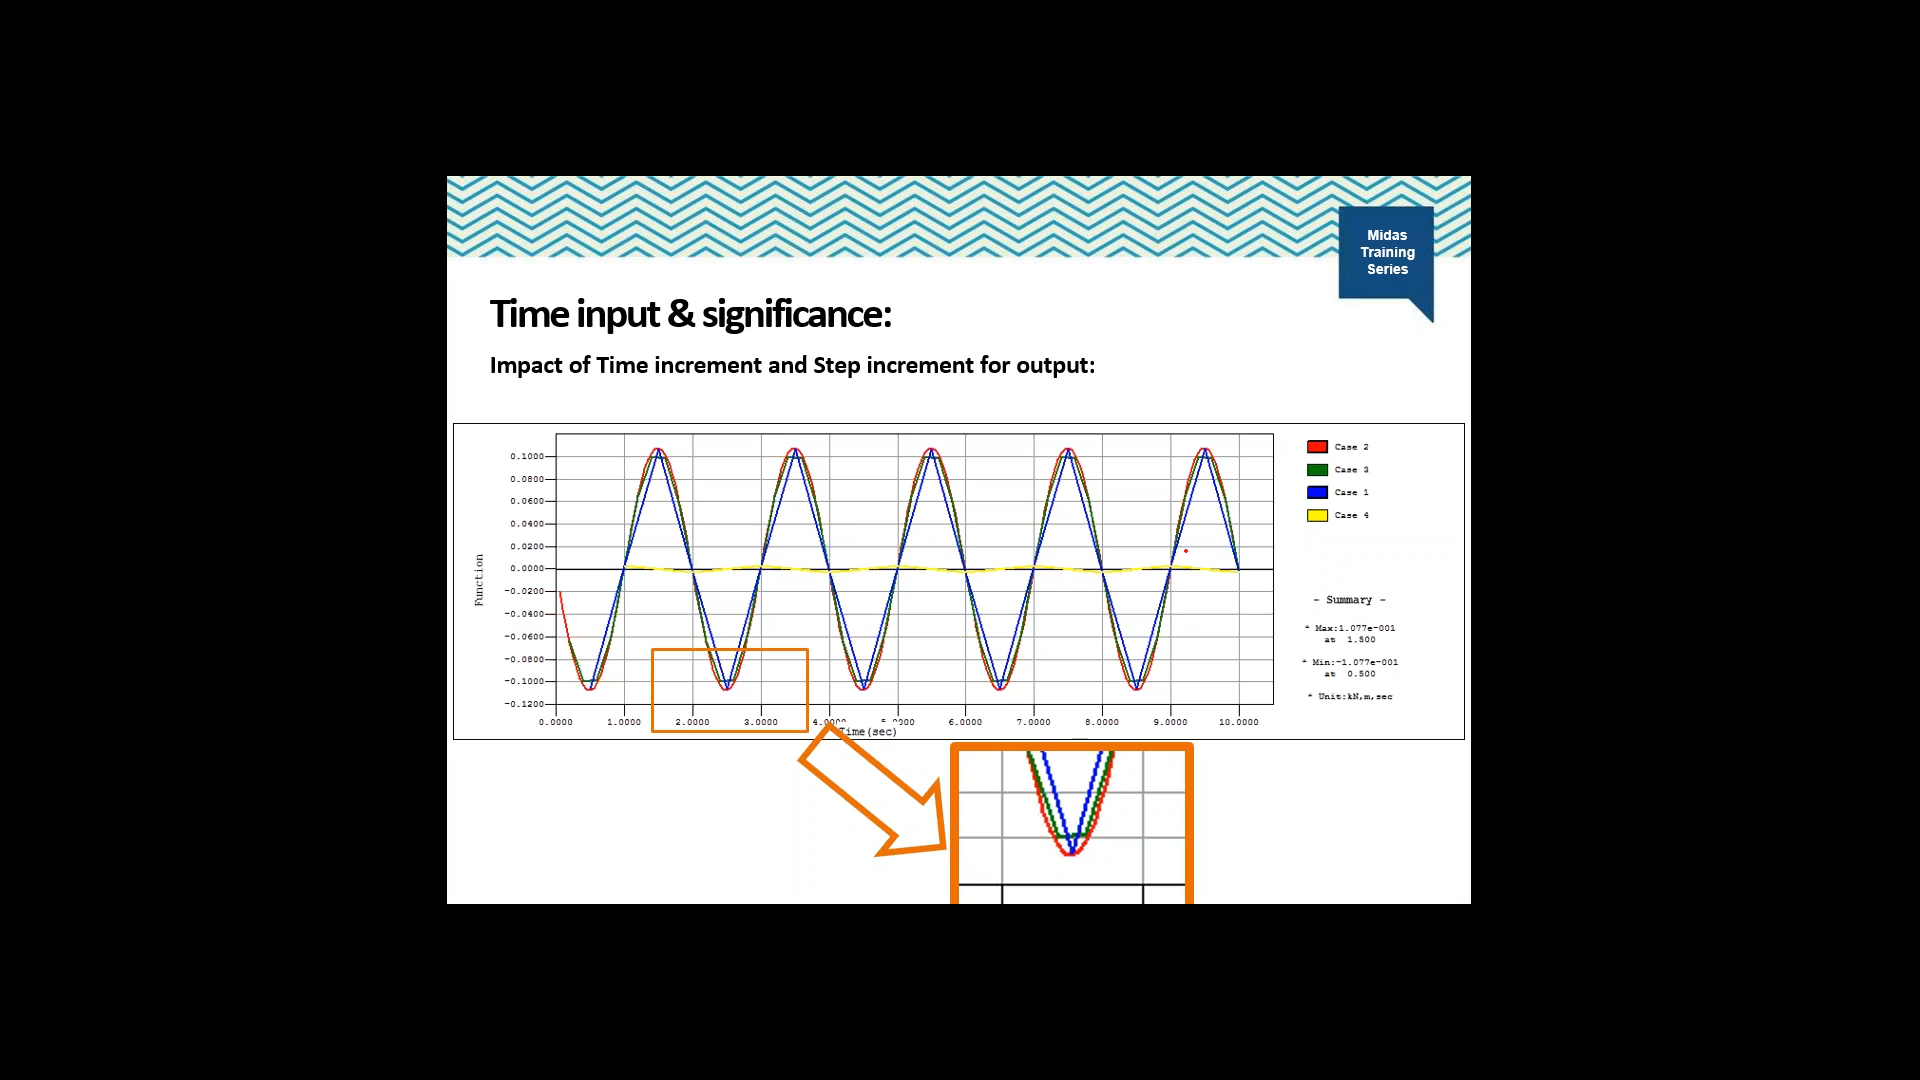 Midas
Training
Series
Time input & significance:
Impact of Time increment and Step increment for output:
0.1000
0.0800
0.0600
0.0400
0.0200
0.0000
-0.0200
-0.0400
-0.0600
-0.0800
-0.1000
-0.1200
Function
0.0000 1.0000 2.0000 3.0000 6.0000 7.0000 8.0000 9.0000 10.0000
Time(sec)
Case 2
Case 3
Case 1
Case 4
- Summary -
* Max:1.077e-001
at 1.500
* Min:-1.077e-001
at 0.500
* Unit:kN,m,sec